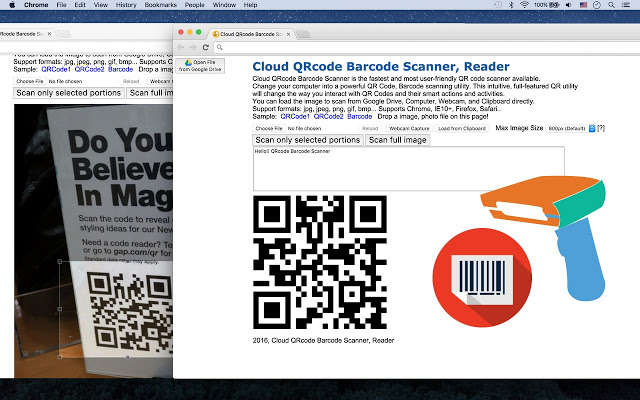 Chrome File Edit View History Bookmarks People Window Help
100%
Cloud QRcode Barcode Sc
Open File
from Google Drive
Cloud QRcode Barcode Scanner, Reader
Cloud QRcode Barcode Scanner is the fastest and most user-friendly QR code scanner available.
Change your computer into a powerful QR Code, Barcode scanning utility. This intuitive, full-featured QR utility
will change the way you interact with QR Codes and their smart actions and activities.
You can load the image to scan from Google Drive, Computer, Webcam, and Clipboard directly.
Support formats: jpg, jpeg, png, gif, bmp... Supports Chrome, IE10+, Firefox, Safari..
Sample: QRCode1 QRCode2 Barcode Drop a image, photo file on this page!
Choose File No file chosen Reload Webcam Capture Load from Clipboard Max Image Size 800px (Default) [?]
Scan only selected portions Scan full image
Hello!! QRcode Barcode Scanner
2016, Cloud QRcode Barcode Scanner, Reader
Barcode Sc
Support formats: jpg, jpeg, png, gif, bmp... Supports C
Sample: QRCode1 QRCode2 Barcode Drop a image
Choose File No file chosen Reload Webcam
Scan only selected portions Scan full im
Do You
Believe
In Mag
Scan the code to reveal
styling ideas for our New
Need a code reader? Te
or go to gap.com/qr for
Standard data rates may apply.